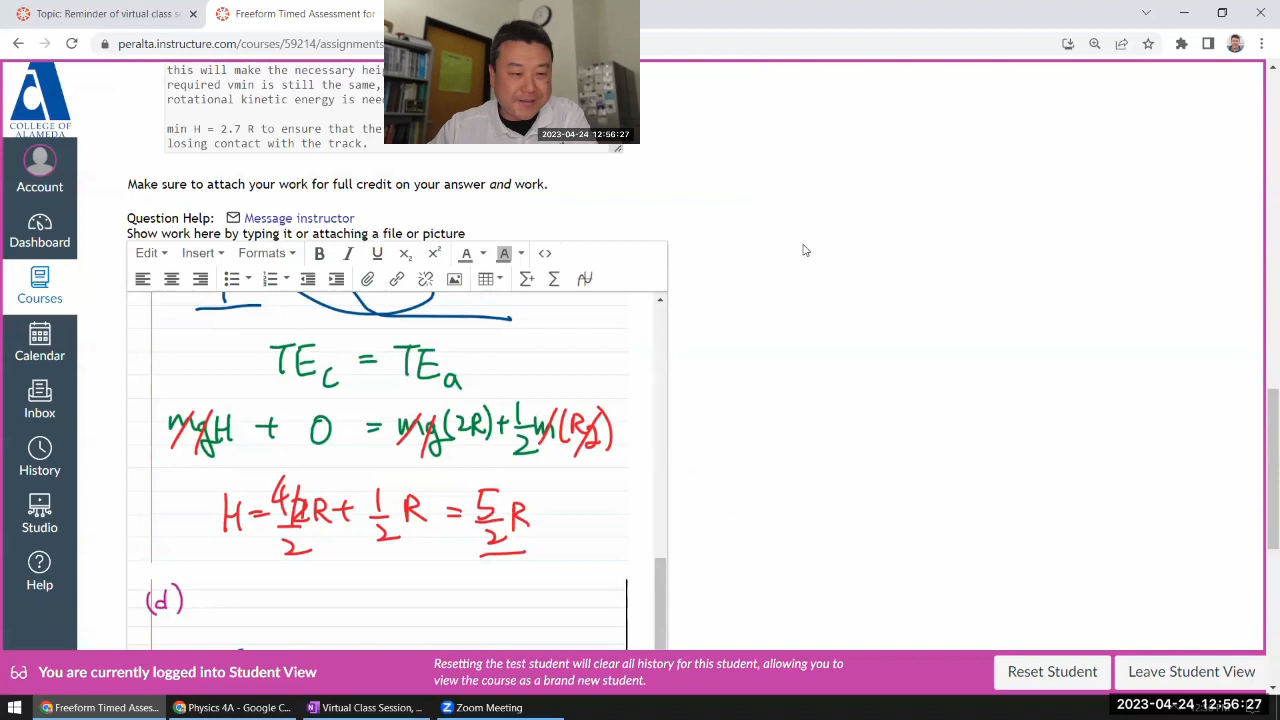 Freeform Timed Assessment for
peralta.instructure.com/courses/59214/assignments
this will make the necessary
required vmin is still the same,
rotational kinetic energy is
min H = 2.7 R to ensure that the
losing contact with the track.
2023-04-24 12:56:27
COLLEGE OF
ALAMEDA
Account
Dashboard
Courses
Calendar
Inbox
History
Studio
Help
Make sure to attach your work for full credit on your answer and work.
Question Help: Message instructor
Show work here by typing it or attaching a file or picture
Edit Insert Formats B I U x₂ x² A A <>
TE_c = TE_a
mgH + 0 = mg(2R) + 1/2 m(Rg)
H = 4/2 R + 1/2 R = 5/2 R
(d)
You are currently logged into Student View
Resetting the test student will clear all history for this student, allowing you to
view the course as a brand new student.
Reset Student
Leave Student View
Freeform Timed Asses...
Physics 4A - Google C...
Virtual Class Session, ...
Zoom Meeting
2023-04-24 12:56:27